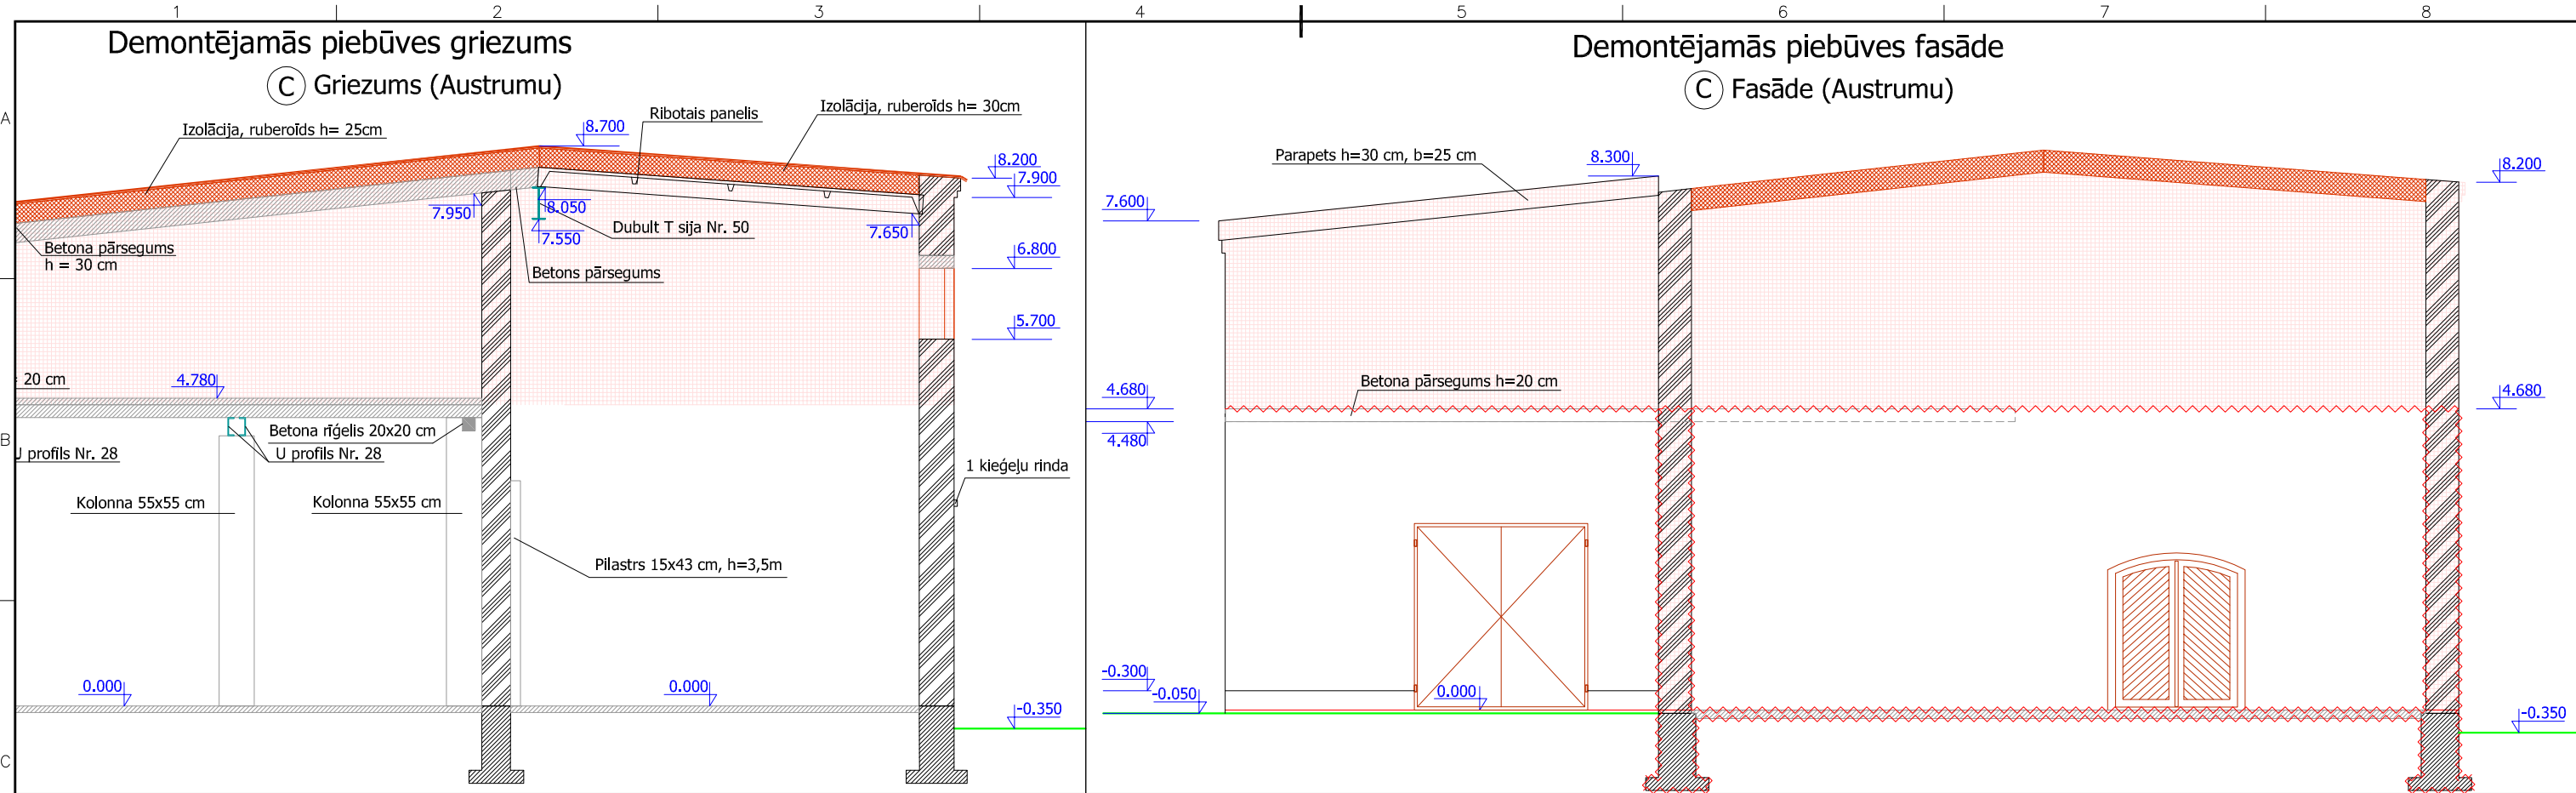 1 2 3 4 5 6 7 8
A
B
C
Demontējamās piebūves griezums
C Griezums (Austrumu)
Izolācija, ruberoīds h= 25cm
8.700
Ribotais panelis
Izolācija, ruberoīds h= 30cm
8.200
7.900
7.950
8.050
7.550
Dubult T sija Nr. 50
7.650
Betona pārsegums
h = 30 cm
Betons pārsegums
6.800
5.700
20 cm
4.780
Betona rīģelis 20x20 cm
U profils Nr. 28
U profils Nr. 28
1 kieģeļu rinda
Kolonna 55x55 cm
Kolonna 55x55 cm
Pilastrs 15x43 cm, h=3,5m
0.000
0.000
-0.350
Demontējamās piebūves fasāde
C Fasāde (Austrumu)
Parapets h=30 cm, b=25 cm
8.300
8.200
7.600
Betona pārsegums h=20 cm
4.680
4.680
4.480
-0.300
-0.050
0.000
-0.350